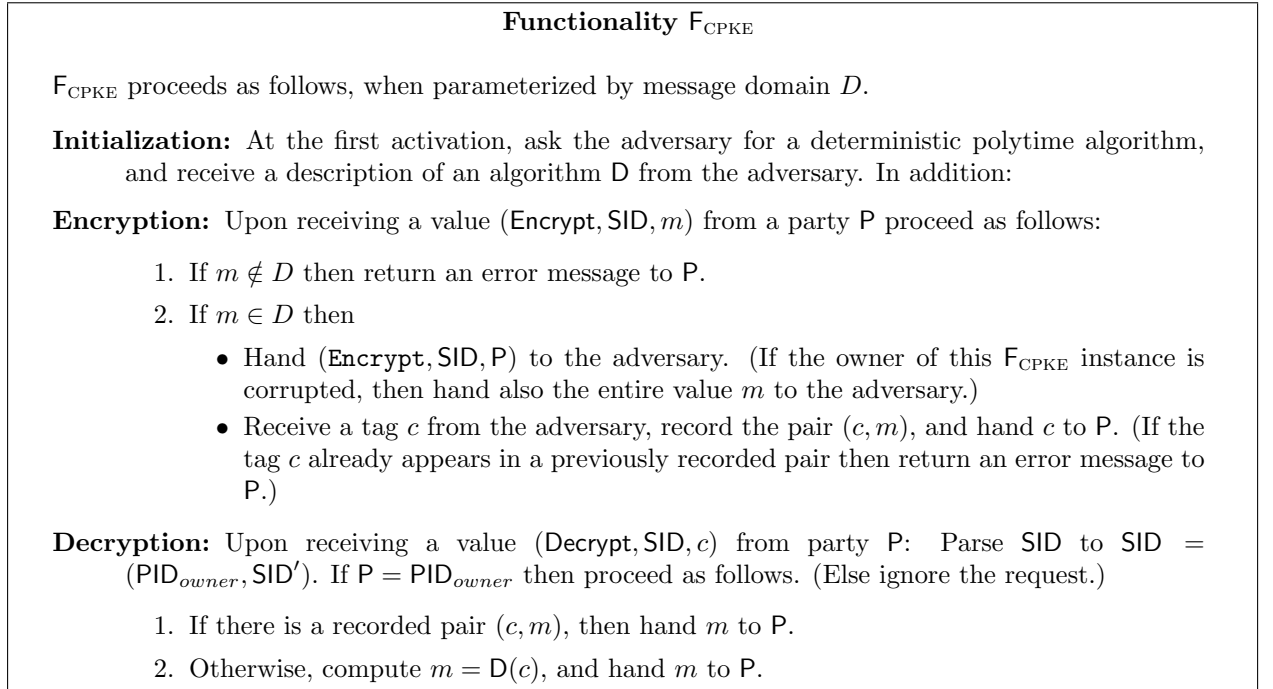 Functionality F_CPKE
F_CPKE proceeds as follows, when parameterized by message domain D.
Initialization: At the first activation, ask the adversary for a deterministic polytime algorithm,
and receive a description of an algorithm D from the adversary. In addition:
Encryption: Upon receiving a value (Encrypt, SID, m) from a party P proceed as follows:
1. If m ∉ D then return an error message to P.
2. If m ∈ D then
• Hand (Encrypt, SID, P) to the adversary. (If the owner of this F_CPKE instance is
corrupted, then hand also the entire value m to the adversary.)
• Receive a tag c from the adversary, record the pair (c, m), and hand c to P. (If the
tag c already appears in a previously recorded pair then return an error message to
P.)
Decryption: Upon receiving a value (Decrypt, SID, c) from party P: Parse SID to SID =
(PID_owner, SID′). If P = PID_owner then proceed as follows. (Else ignore the request.)
1. If there is a recorded pair (c, m), then hand m to P.
2. Otherwise, compute m = D(c), and hand m to P.